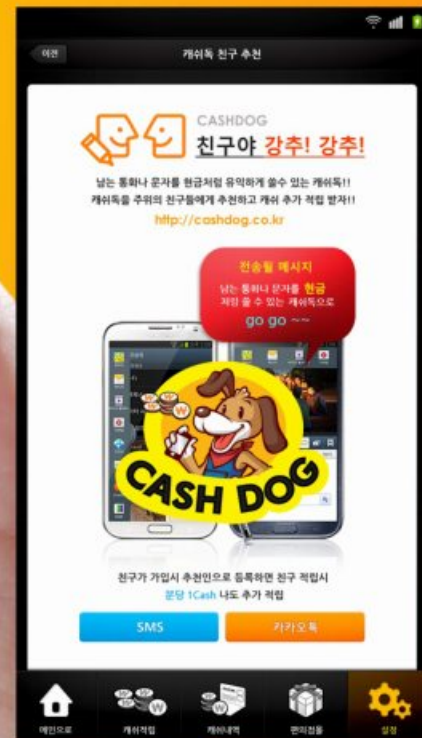 이전
캐쉬독 친구 추천
CASHDOG
친구야 강추! 강추!
남는 통화나 문자를 현금처럼 유익하게 쓸수 있는 캐쉬독!!
캐쉬독을 주위의 친구들에게 추천하고 캐쉬 추가 적립 받자!!
http://cashdog.co.kr
전송될 메시지
남는 통화나 문자를 현금
처럼 쓸 수 있는 캐쉬독으로
go go ~~
CASH DOG
친구가 가입시 추천인으로 등록하면 친구 적립시
분당 1Cash 나도 추가 적립
SMS
카카오톡
메인으로
캐쉬적립
캐쉬내역
편의점몰
설정